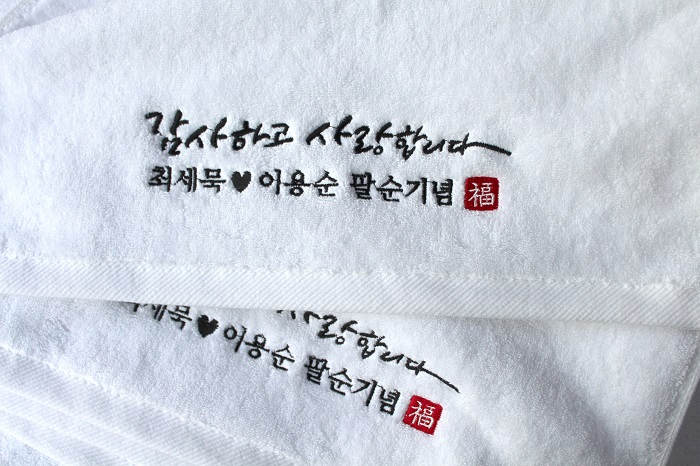 감사하고 사랑합니다
최세묵♥이용순 팔순기념 福
사랑합니다
세묵♥이용순 팔순기념 福